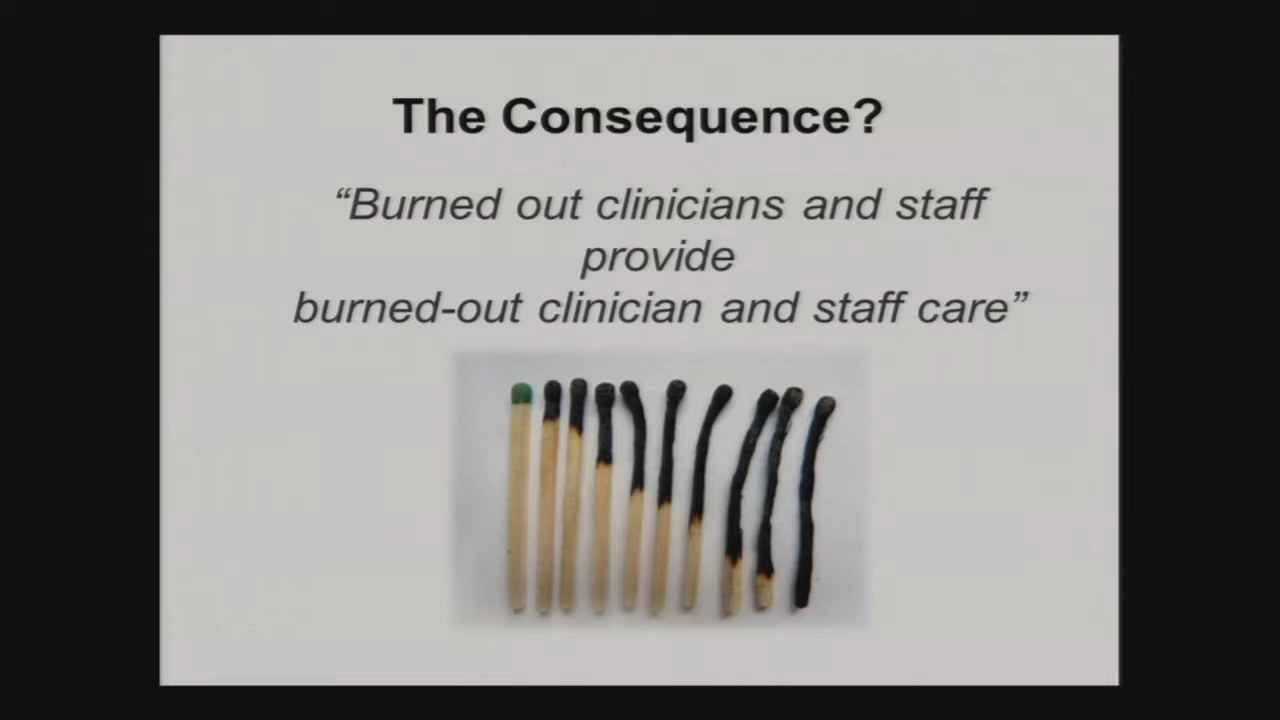 The Consequence?
“Burned out clinicians and staff
provide
burned-out clinician and staff care”